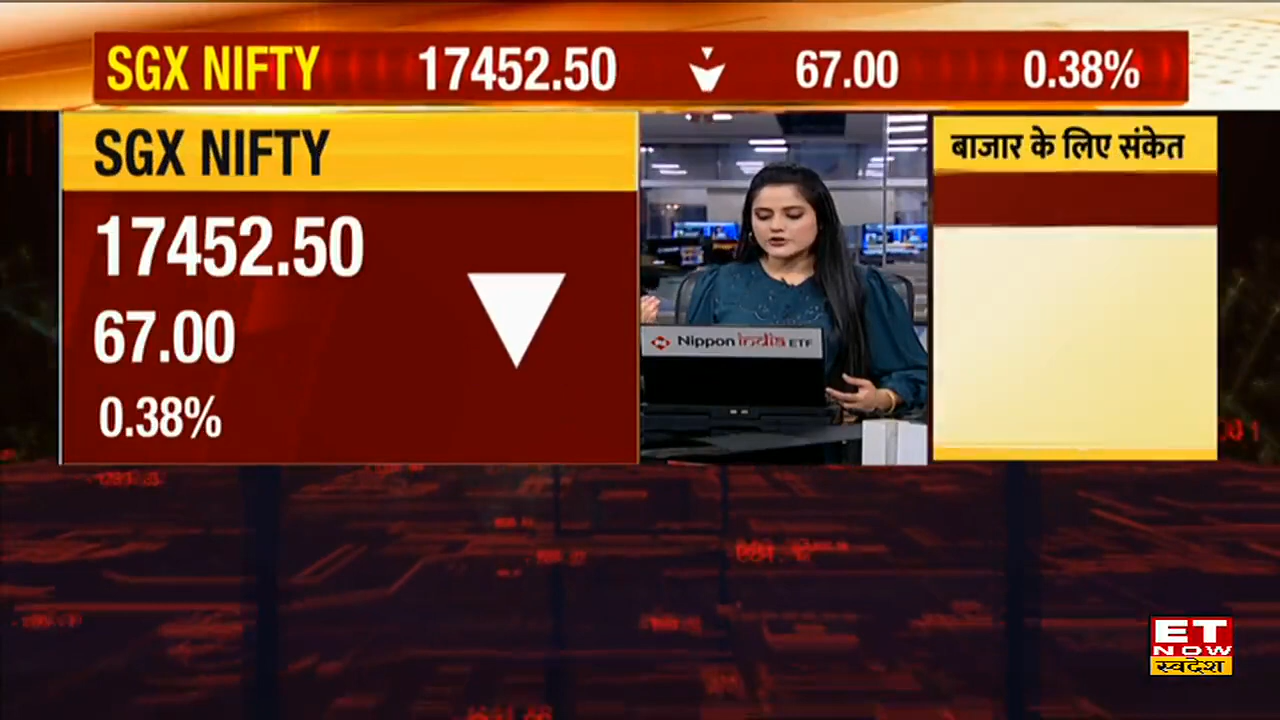 SGX NIFTY 17452.50 67.00 0.38%
SGX NIFTY
17452.50
67.00
0.38%
Nippon india ETF
बाजार के लिए संकेत
ET
NOW
स्वदेश